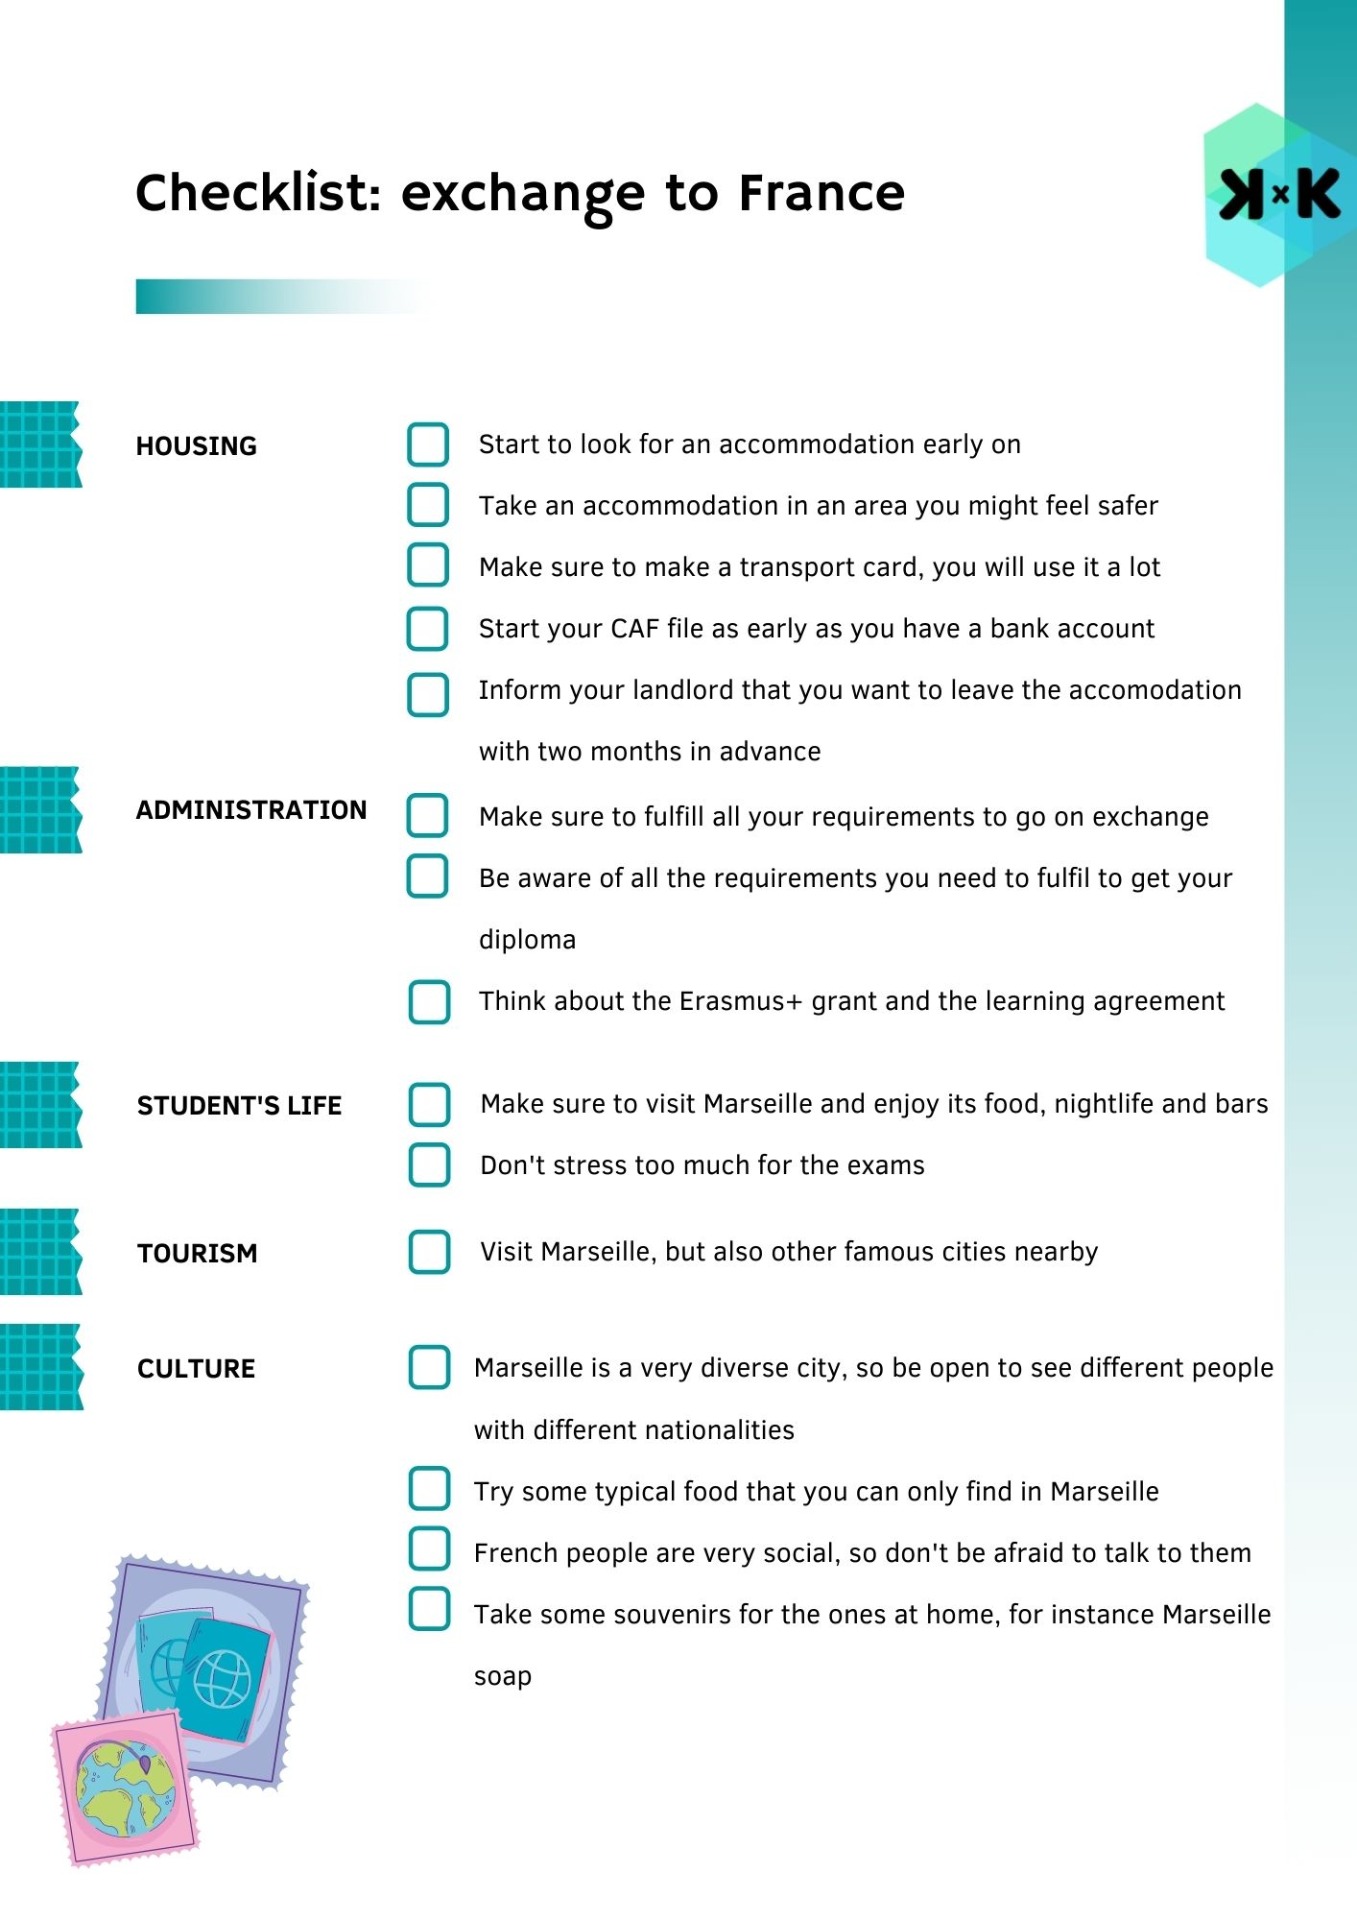 Checklist: exchange to France
K×K
HOUSING
Start to look for an accommodation early on
Take an accommodation in an area you might feel safer
Make sure to make a transport card, you will use it a lot
Start your CAF file as early as you have a bank account
Inform your landlord that you want to leave the accomodation
with two months in advance
ADMINISTRATION
Make sure to fulfill all your requirements to go on exchange
Be aware of all the requirements you need to fulfil to get your
diploma
Think about the Erasmus+ grant and the learning agreement
STUDENT'S LIFE
Make sure to visit Marseille and enjoy its food, nightlife and bars
Don't stress too much for the exams
TOURISM
Visit Marseille, but also other famous cities nearby
CULTURE
Marseille is a very diverse city, so be open to see different people
with different nationalities
Try some typical food that you can only find in Marseille
French people are very social, so don't be afraid to talk to them
Take some souvenirs for the ones at home, for instance Marseille
soap